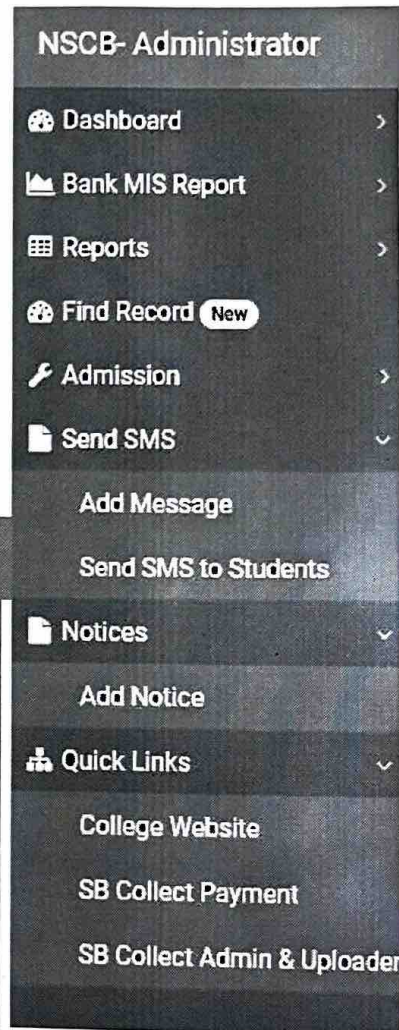 NSCB- Administrator
Dashboard
Bank MIS Report
Reports
Find Record New
Admission
Send SMS
Add Message
Send SMS to Students
Notices
Add Notice
Quick Links
College Website
SB Collect Payment
SB Collect Admin & Uploader